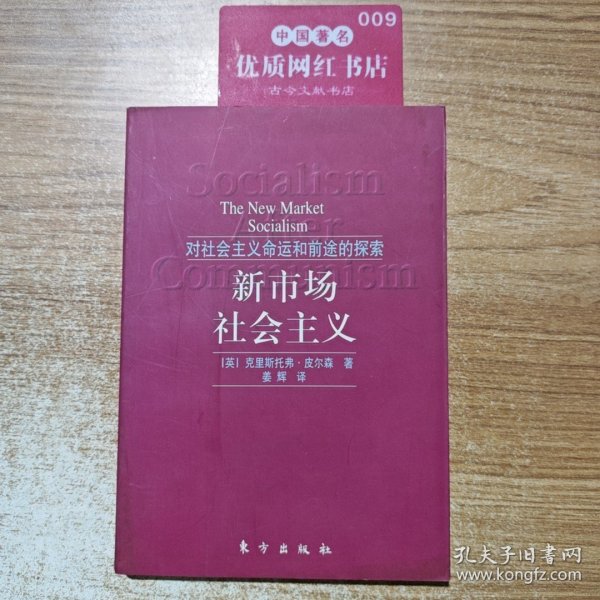 009
中国著名
优质网红书店
古今文献书店
Socialism
After
Communism
The New Market
Socialism
对社会主义命运和前途的探索
新市场
社会主义
[英] 克里斯托弗·皮尔森 著
姜辉 译
东方出版社
孔夫子旧书网
www.kongfz.com